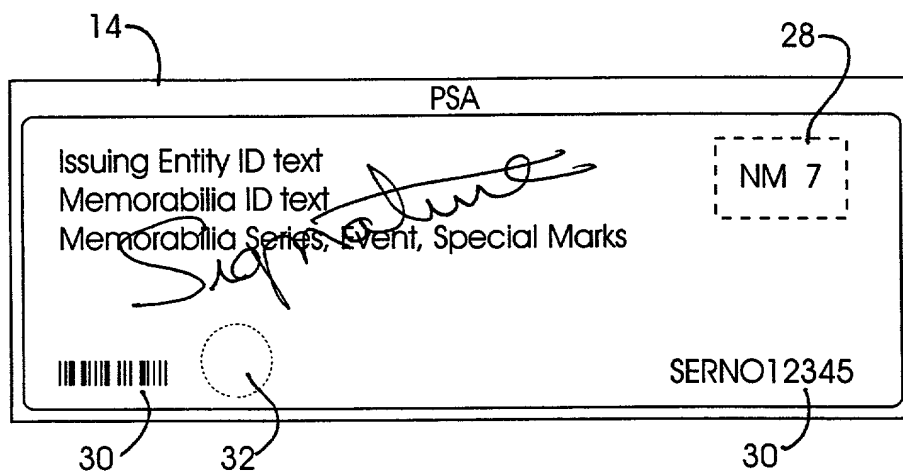 14
28
PSA
Issuing Entity ID text
NM 7
Memorabilia ID text
Memorabilia Series, Event, Special Marks
Signature
SERNO12345
30
32
30